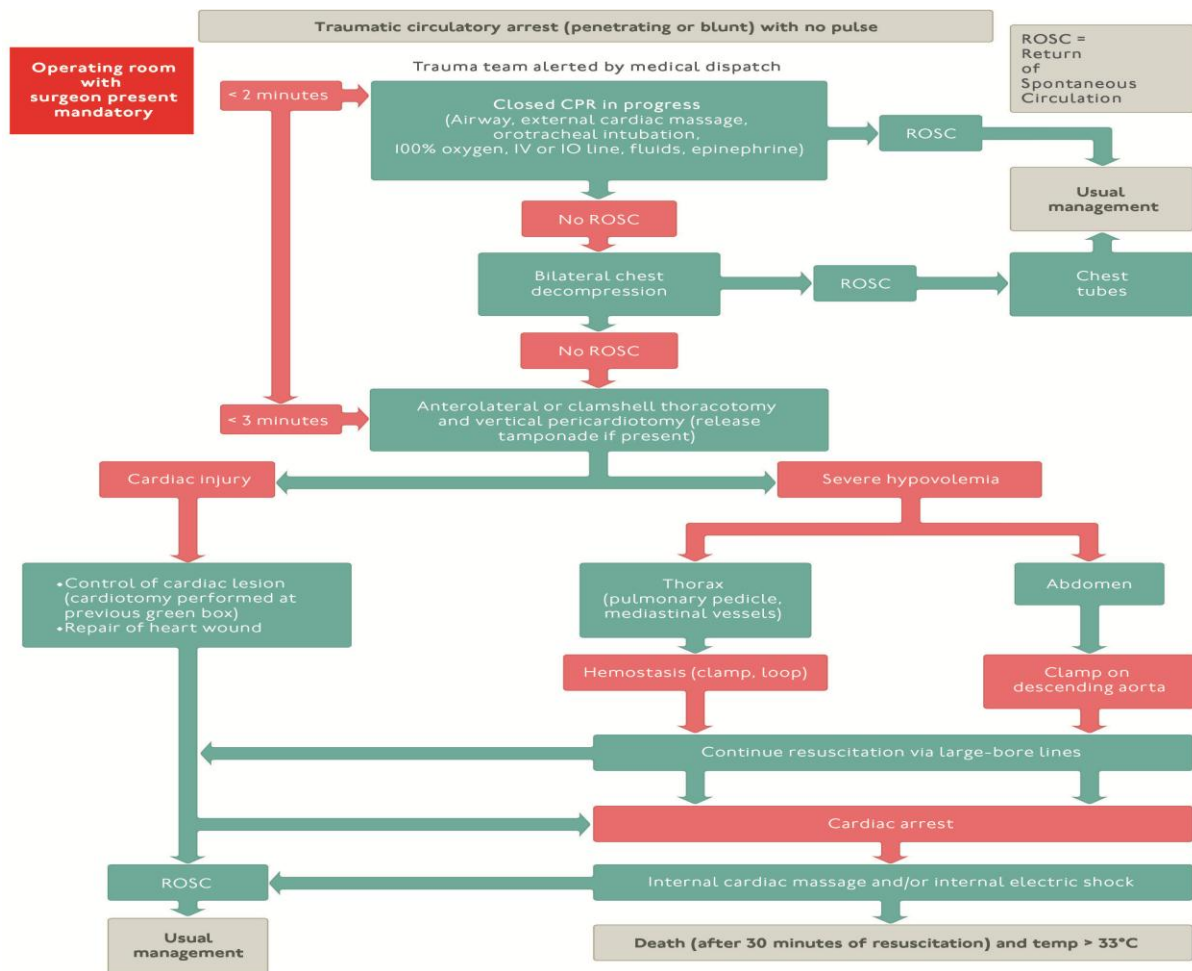 Traumatic circulatory arrest (penetrating or blunt) with no pulse
ROSC =
Return
of
Spontaneous
Circulation
Operating room
with
surgeon present
mandatory
Trauma team alerted by medical dispatch
< 2 minutes
Closed CPR in progress
(Airway, external cardiac massage,
orotracheal intubation,
100% oxygen, IV or IO line, fluids, epinephrine)
ROSC
Usual
management
No ROSC
Bilateral chest
decompression
ROSC
Chest
tubes
No ROSC
< 3 minutes
Anterolateral or clamshell thoracotomy
and vertical pericardiotomy (release
tamponade if present)
Cardiac injury
Severe hypovolemia
•Control of cardiac lesion
(cardiotomy performed at
previous green box)
•Repair of heart wound
Thorax
(pulmonary pedicle,
mediastinal vessels)
Abdomen
Hemostasis (clamp, loop)
Clamp on
descending aorta
Continue resuscitation via large-bore lines
Cardiac arrest
ROSC
Internal cardiac massage and/or internal electric shock
Usual
management
Death (after 30 minutes of resuscitation) and temp > 33°C